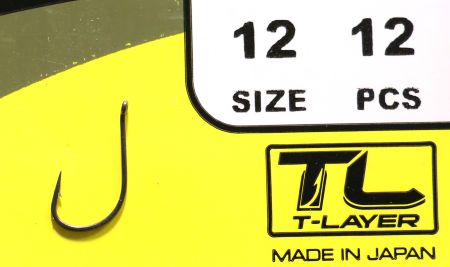 12 12
SIZE PCS
TL
T-LAYER
MADE IN JAPAN